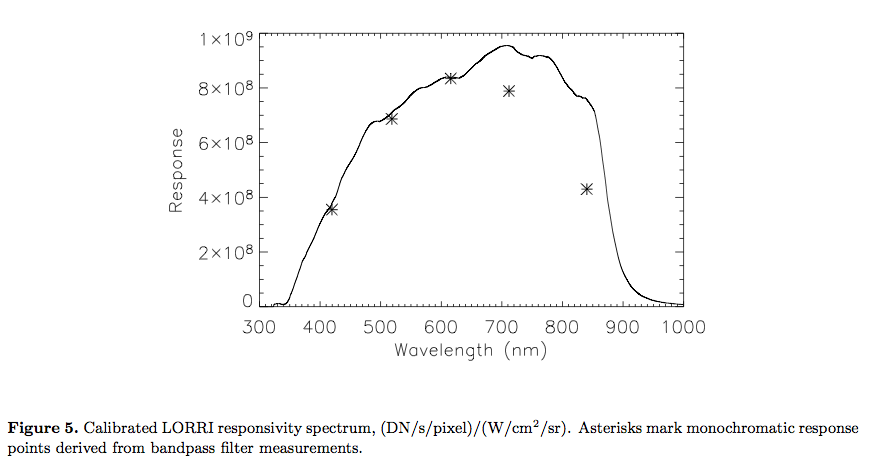 1×10⁹
8×10⁸
6×10⁸
4×10⁸
2×10⁸
0
Response
300 400 500 600 700 800 900 1000
Wavelength (nm)
Figure 5. Calibrated LORRI responsivity spectrum, (DN/s/pixel)/(W/cm²/sr). Asterisks mark monochromatic response
points derived from bandpass filter measurements.